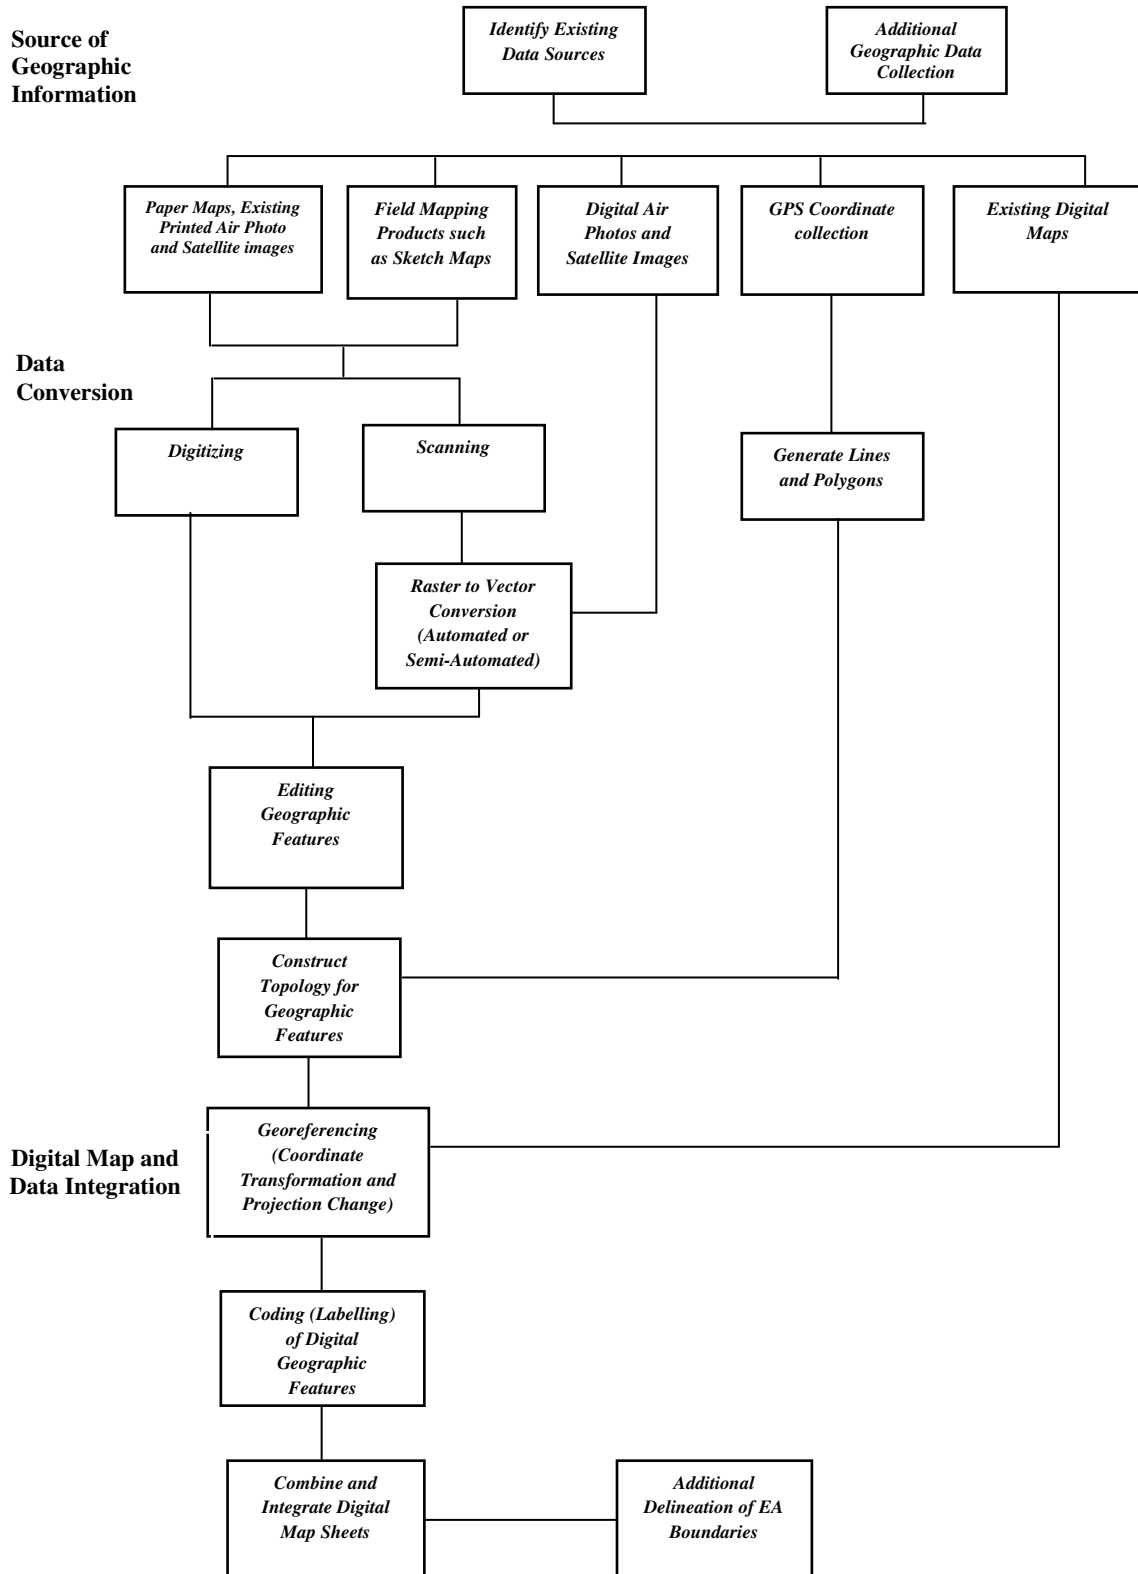 Source of
Geographic
Information
Identify Existing
Data Sources
Additional
Geographic Data
Collection
Paper Maps, Existing
Printed Air Photo
and Satellite images
Field Mapping
Products such
as Sketch Maps
Digital Air
Photos and
Satellite Images
GPS Coordinate
collection
Existing Digital
Maps
Data
Conversion
Digitizing
Scanning
Generate Lines
and Polygons
Raster to Vector
Conversion
(Automated or
Semi-Automated)
Editing
Geographic
Features
Construct
Topology for
Geographic
Features
Digital Map and
Data Integration
Georeferencing
(Coordinate
Transformation and
Projection Change)
Coding (Labelling)
of Digital
Geographic
Features
Combine and
Integrate Digital
Map Sheets
Additional
Delineation of EA
Boundaries